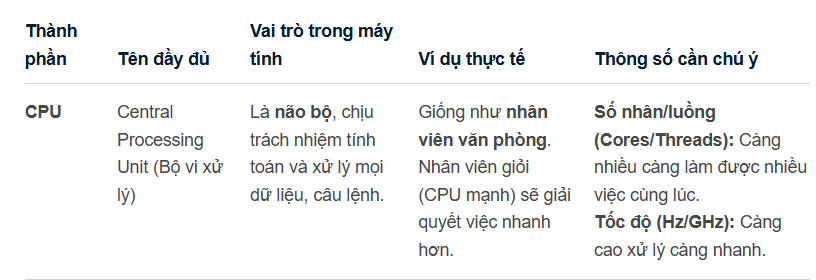 Thành phần
Tên đầy đủ
Vai trò trong máy tính
Ví dụ thực tế
Thông số cần chú ý
CPU
Central
Processing
Unit (Bộ vi xử
lý)
Là não bộ, chịu
trách nhiệm tính
toán và xử lý mọi
dữ liệu, câu lệnh.
Giống như nhân
viên văn phòng.
Nhân viên giỏi
(CPU mạnh) sẽ giải
quyết việc nhanh
hơn.
Số nhân/luồng
(Cores/Threads): Càng
nhiều càng làm được nhiều
việc cùng lúc.
Tốc độ (Hz/GHz): Càng
cao xử lý càng nhanh.